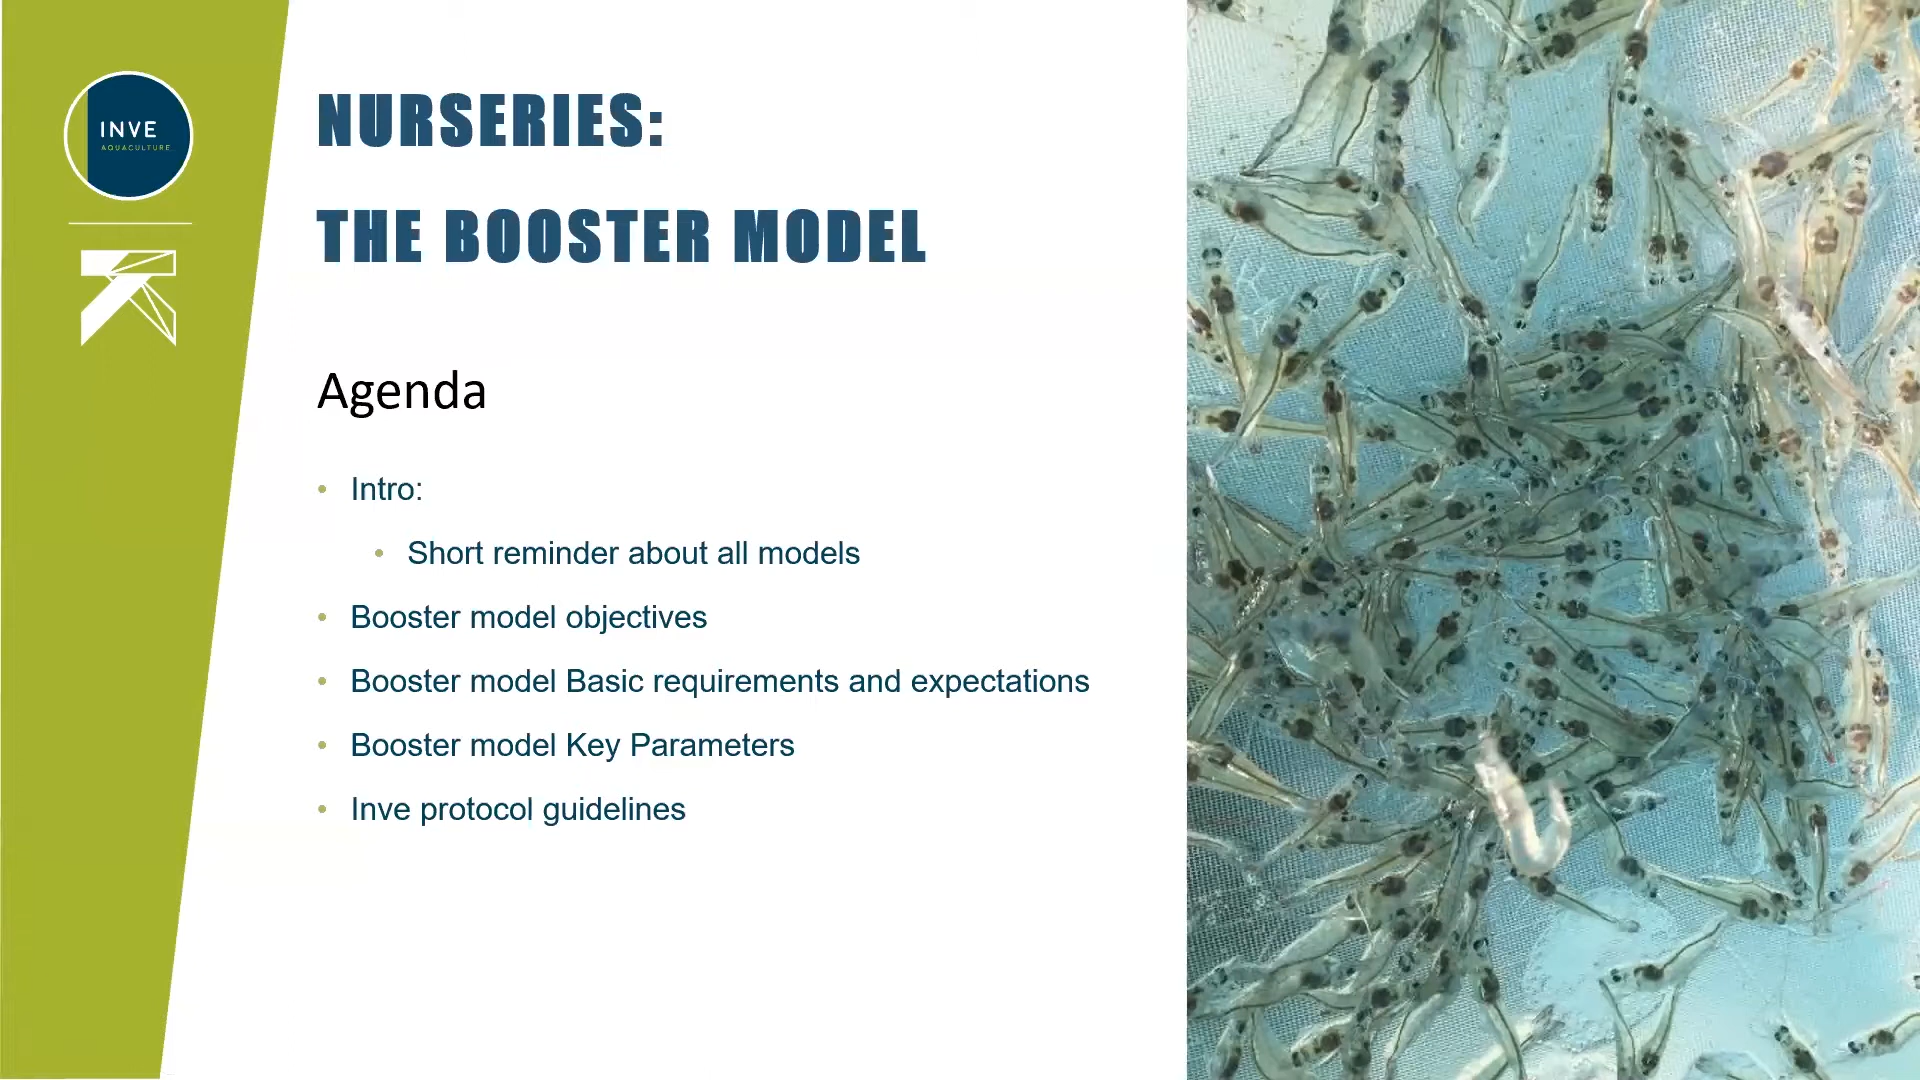 INVE
AQUACULTURE
NURSERIES:
THE BOOSTER MODEL
Agenda
• Intro:
• Short reminder about all models
• Booster model objectives
• Booster model Basic requirements and expectations
• Booster model Key Parameters
• Inve protocol guidelines